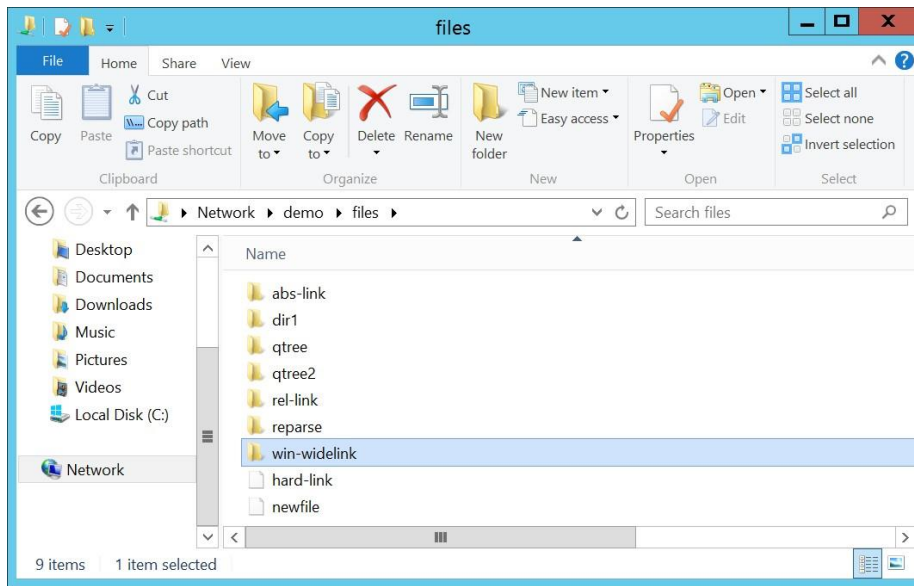 files
File Home Share View
Copy Paste Cut Copy path Paste shortcut Move to Copy to Delete Rename New folder New item Easy access Properties Open Edit Select all Select none Invert selection
Clipboard Organize New Open Select
Network demo files Search files
Desktop
Documents
Downloads
Music
Pictures
Videos
Local Disk (C:)
Network
Name
abs-link
dir1
qtree
qtree2
rel-link
reparse
win-widelink
hard-link
newfile
9 items 1 item selected